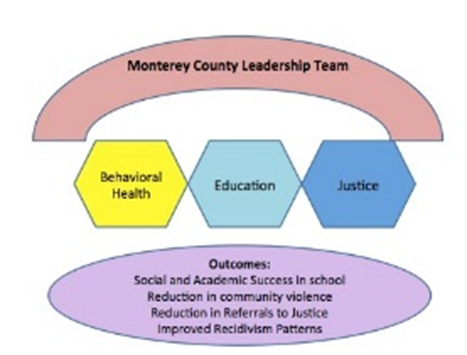 Monterey County Leadership Team
Behavioral
Health
Education
Justice
Outcomes:
Social and Academic Success in school
Reduction in community violence
Reduction in Referrals to Justice
Improved Recidivism Patterns